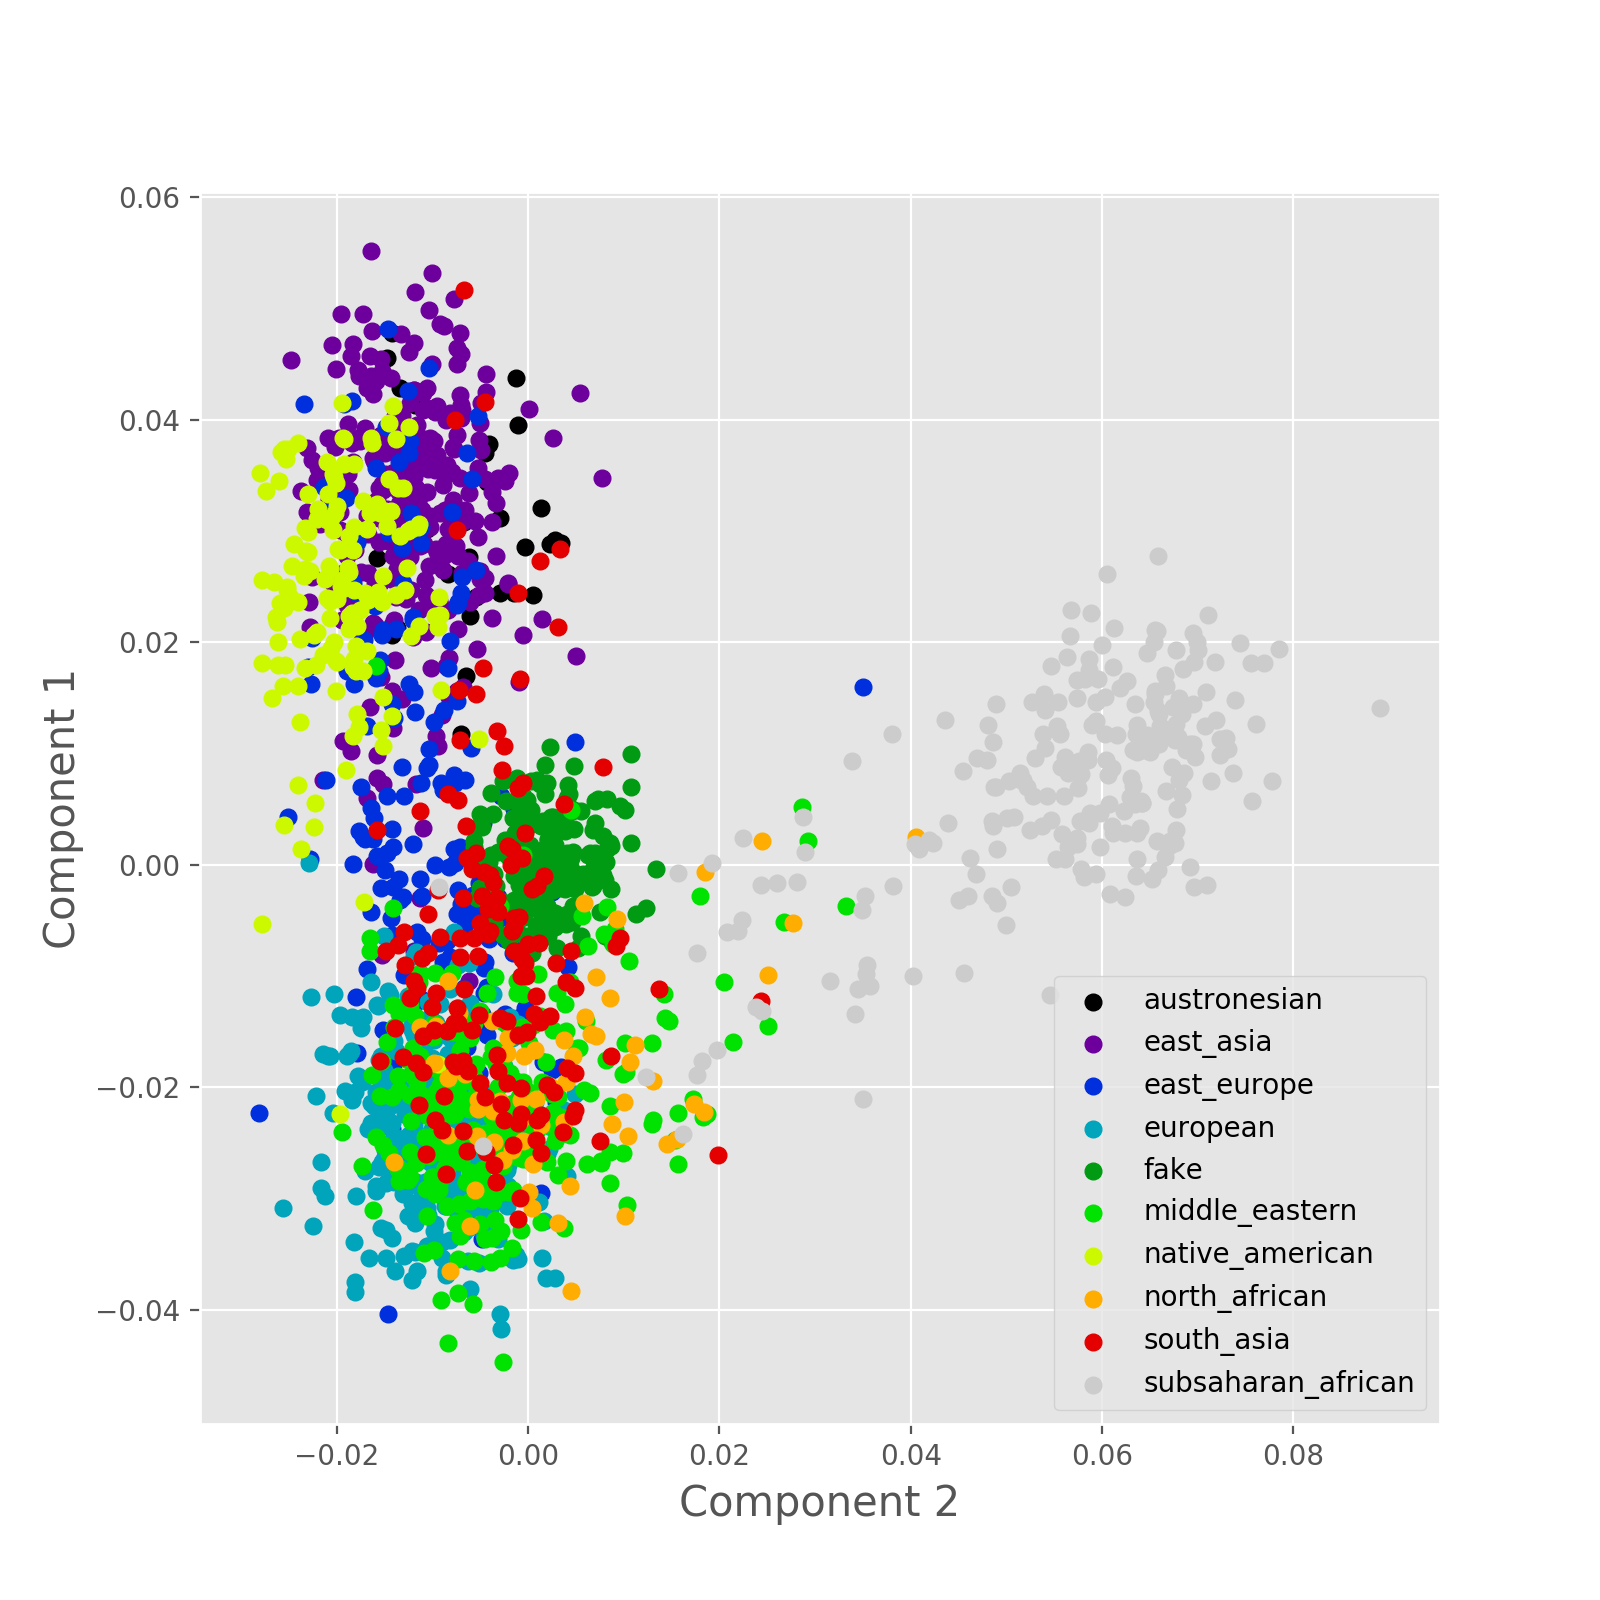 0.06
0.04
0.02
0.00
−0.02
−0.04
Component 1
−0.02
0.00
0.02
0.04
0.06
0.08
Component 2
austronesian
east_asia
east_europe
european
fake
middle_eastern
native_american
north_african
south_asia
subsaharan_african